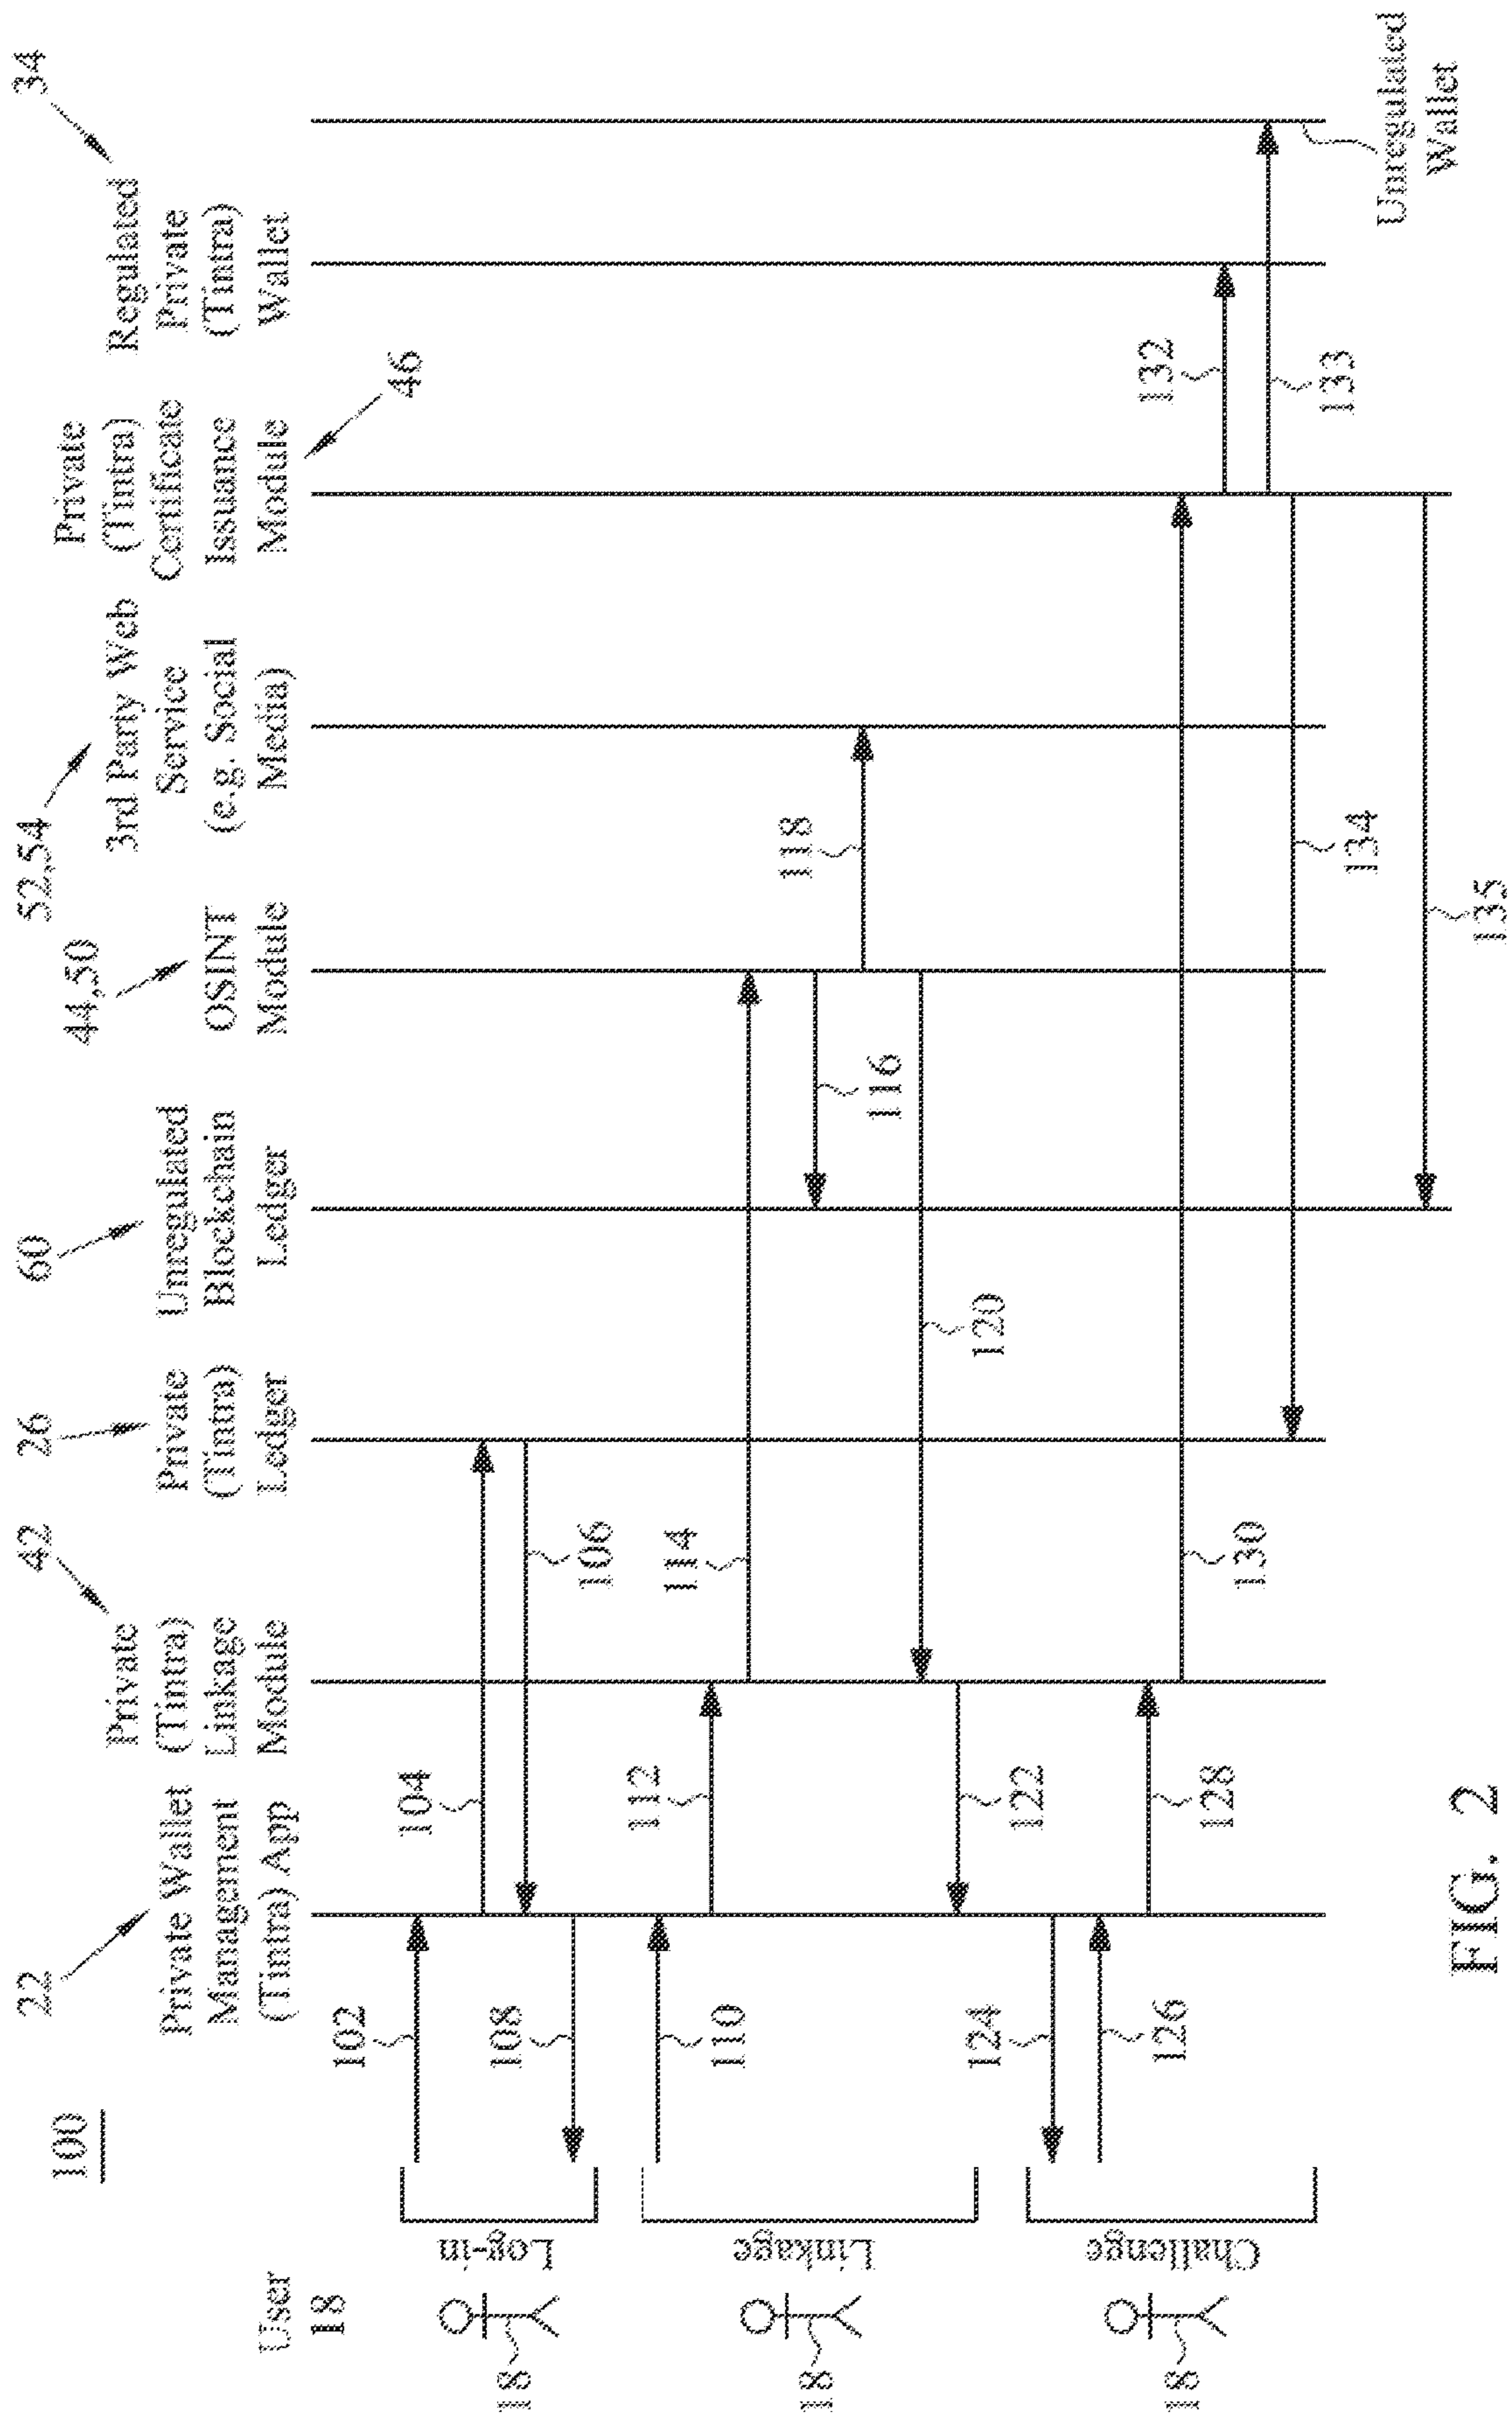 100
User
18
22
Private Wallet
Management
(Tintra) App
42
Private
(Tintra)
Linkage
Module
26
Private
(Tintra)
Ledger
60
Unregulated
Blockchain
Ledger
44,50
OSINT
Module
52,54
3rd Party Web
Service
(e.g. Social
Media)
Private
(Tintra)
Certificate
Issuance
Module
46
34
Regulated
Private
(Tintra)
Wallet
Unregulated
Wallet
Log-in
18
102
104
106
108
Linkage
18
110
112
114
116
118
120
122
Challenge
18
124
126
128
130
132
133
134
135
FIG. 2